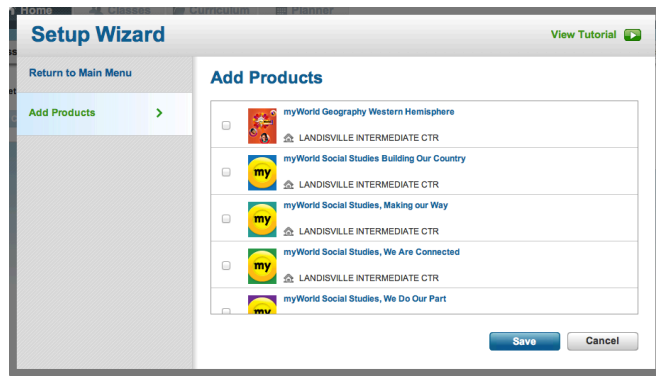 Home Classes Curriculum Planner
Setup Wizard
View Tutorial
Return to Main Menu
Add Products
Add Products
myWorld Geography Western Hemisphere
LANDISVILLE INTERMEDIATE CTR
my
myWorld Social Studies Building Our Country
LANDISVILLE INTERMEDIATE CTR
my
myWorld Social Studies, Making our Way
LANDISVILLE INTERMEDIATE CTR
my
myWorld Social Studies, We Are Connected
LANDISVILLE INTERMEDIATE CTR
my
myWorld Social Studies, We Do Our Part
Save Cancel